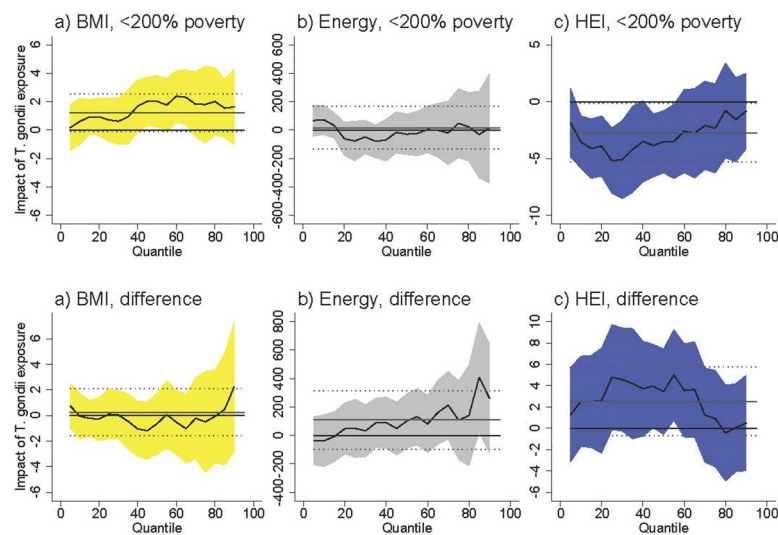 a) BMI, <200% poverty
b) Energy, <200% poverty
c) HEI, <200% poverty
Impact of T. gondii exposure
6
4
2
0
-2
-4
-6
600
400
200
0
-200
-400
-600
5
0
-5
-10
0 20 40 60 80 100
0 20 40 60 80 100
0 20 40 60 80 100
Quantile
Quantile
Quantile
a) BMI, difference
b) Energy, difference
c) HEI, difference
Impact of T. gondii exposure
6
4
2
0
-2
-4
-6
800
600
400
200
0
-200
-400
10
8
6
4
2
0
-2
-4
-6
0 20 40 60 80 100
0 20 40 60 80 100
0 20 40 60 80 100
Quantile
Quantile
Quantile